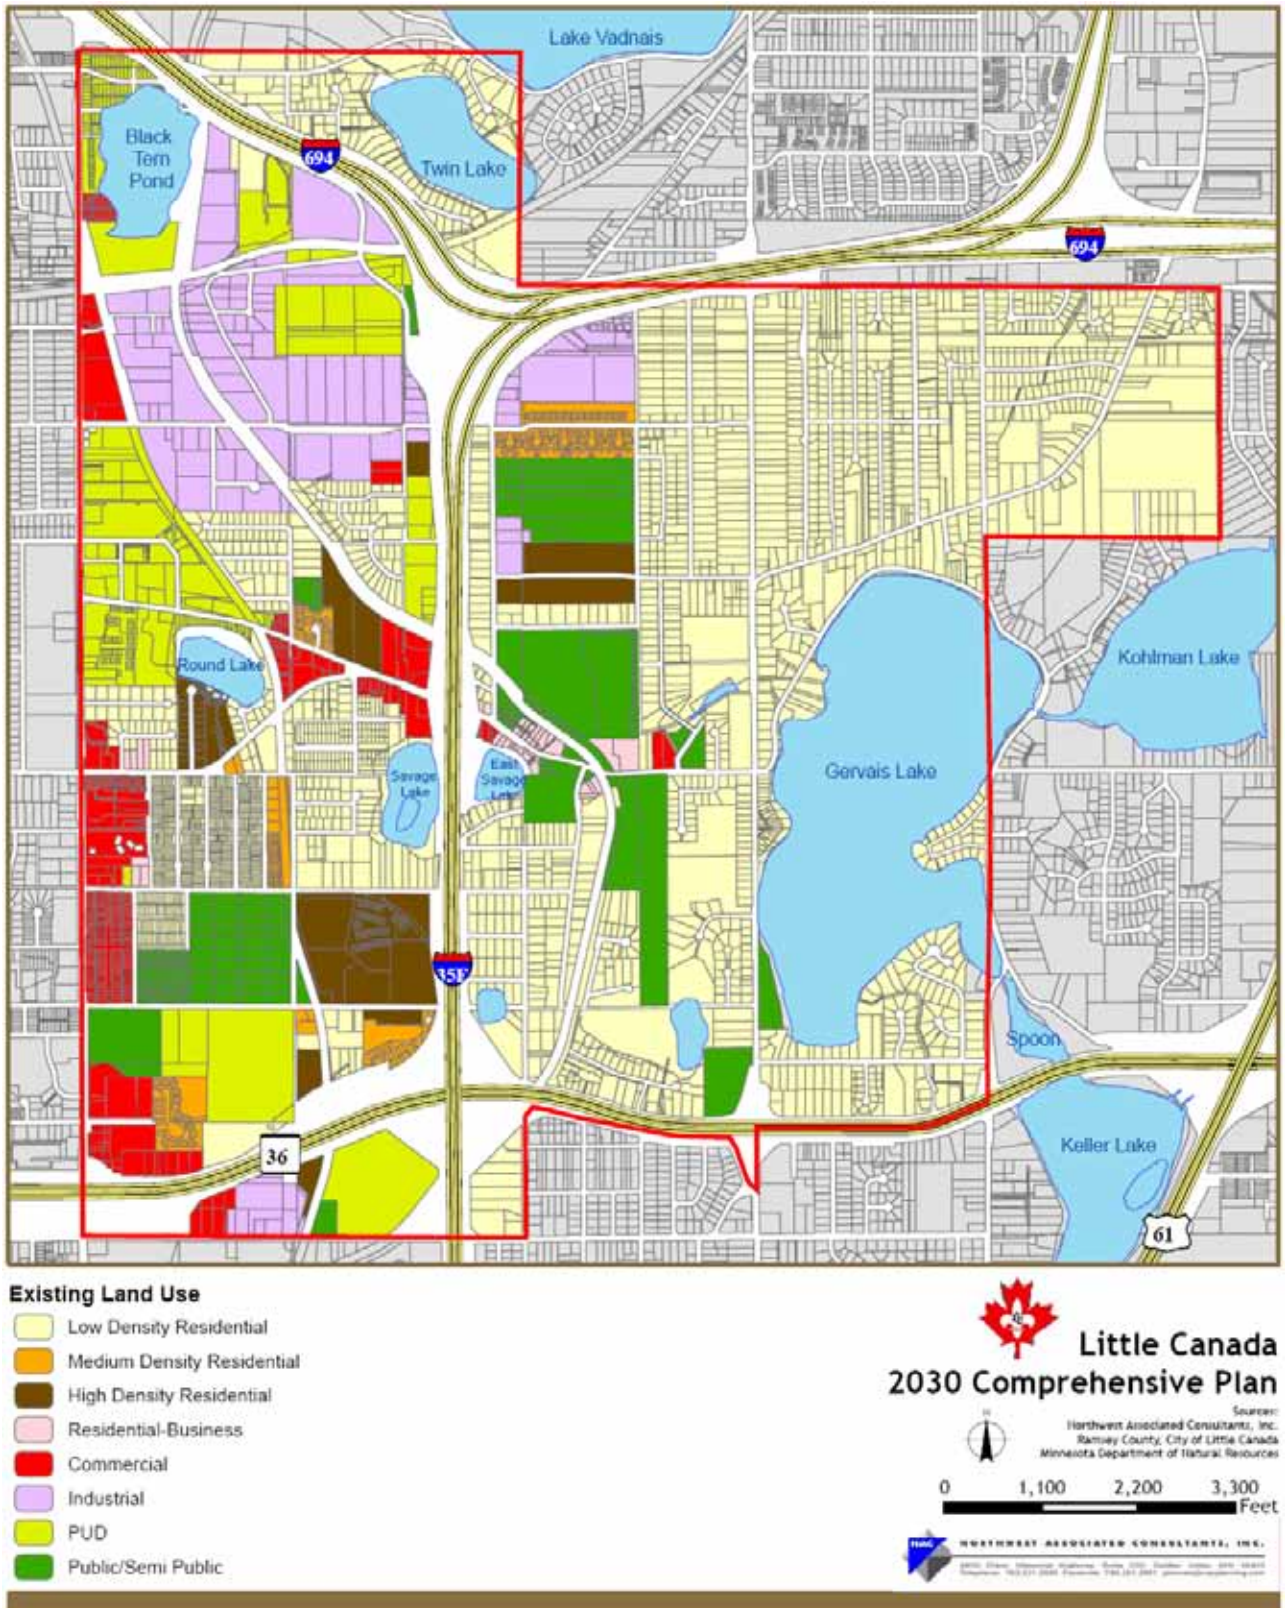 Lake Vadnais
Black
Tern
Pond
694
Twin Lake
694
Round Lake
Kohlman Lake
Savage
Lake
East
Savage
Lake
Gervais Lake
35E
Spoon
36
Keller Lake
61
Existing Land Use
Low Density Residential
Medium Density Residential
High Density Residential
Residential-Business
Commercial
Industrial
PUD
Public/Semi Public
Little Canada
2030 Comprehensive Plan
N
Sources:
Northwest Associated Consultants, Inc.
Ramsey County, City of Little Canada
Minnesota Department of Natural Resources
0 1,100 2,200 3,300
Feet
NAC
NORTHWEST ASSOCIATED CONSULTANTS, INC.